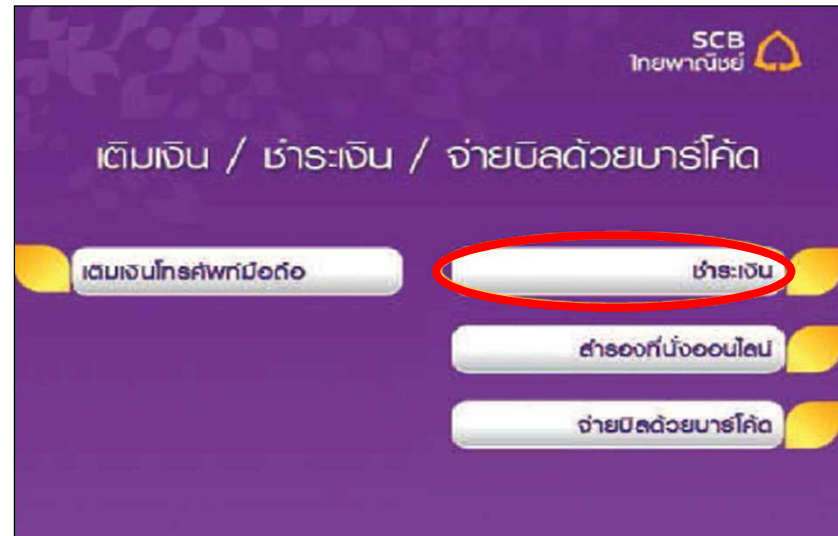 SCB
ไทยพาณิชย์
เติมเงิน / ชำระเงิน / จ่ายบิลด้วยบาร์โค้ด
เติมเงินโทรศัพท์มือถือ
ชำระเงิน
สำรองที่นั่งออนไลน์
จ่ายบิลด้วยบาร์โค้ด